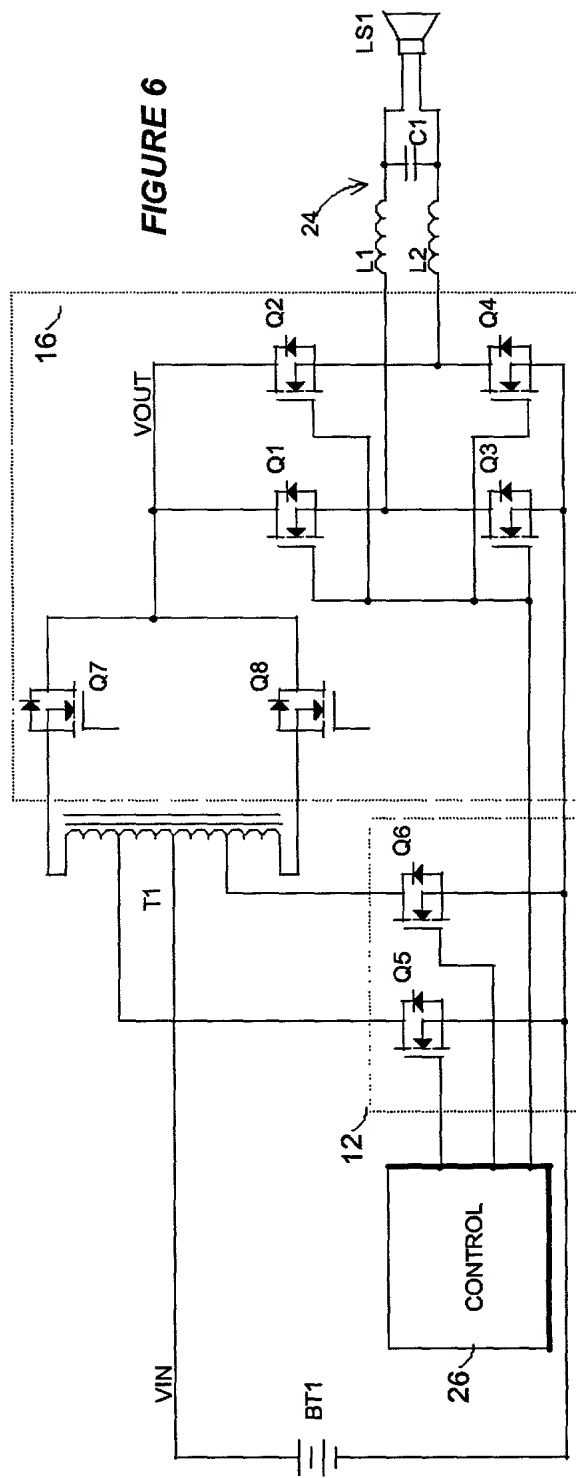 FIGURE 6
16
VOUT
Q7
Q8
Q1
Q2
Q3
Q4
24
L1
L2
C1
LS1
T1
VIN
BT1
12
Q5
Q6
CONTROL
26